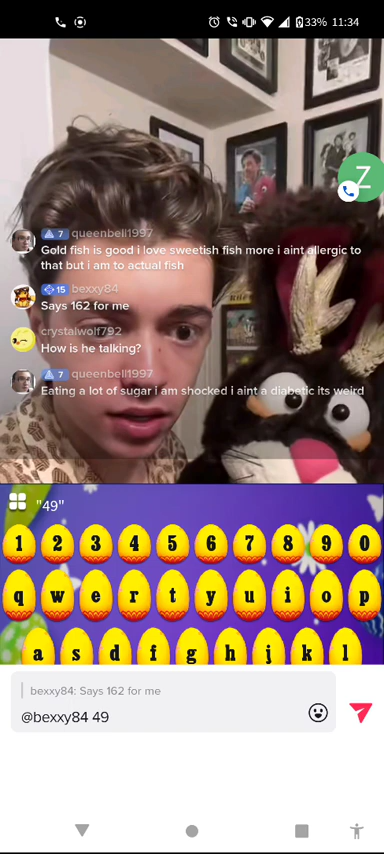 33% 11:34
Z
7 queenbell1997
Gold fish is good i love sweetish fish more i aint allergic to
that but i am to actual fish
15 bexxy84
Says 162 for me
crystalwolf792
How is he talking?
7 queenbell1997
Eating a lot of sugar i am shocked i aint a diabetic its weird
"49"
1 2 3 4 5 6 7 8 9 0
q w e r t y u i o p
a s d f g h j k l
bexxy84: Says 162 for me
@bexxy84 49